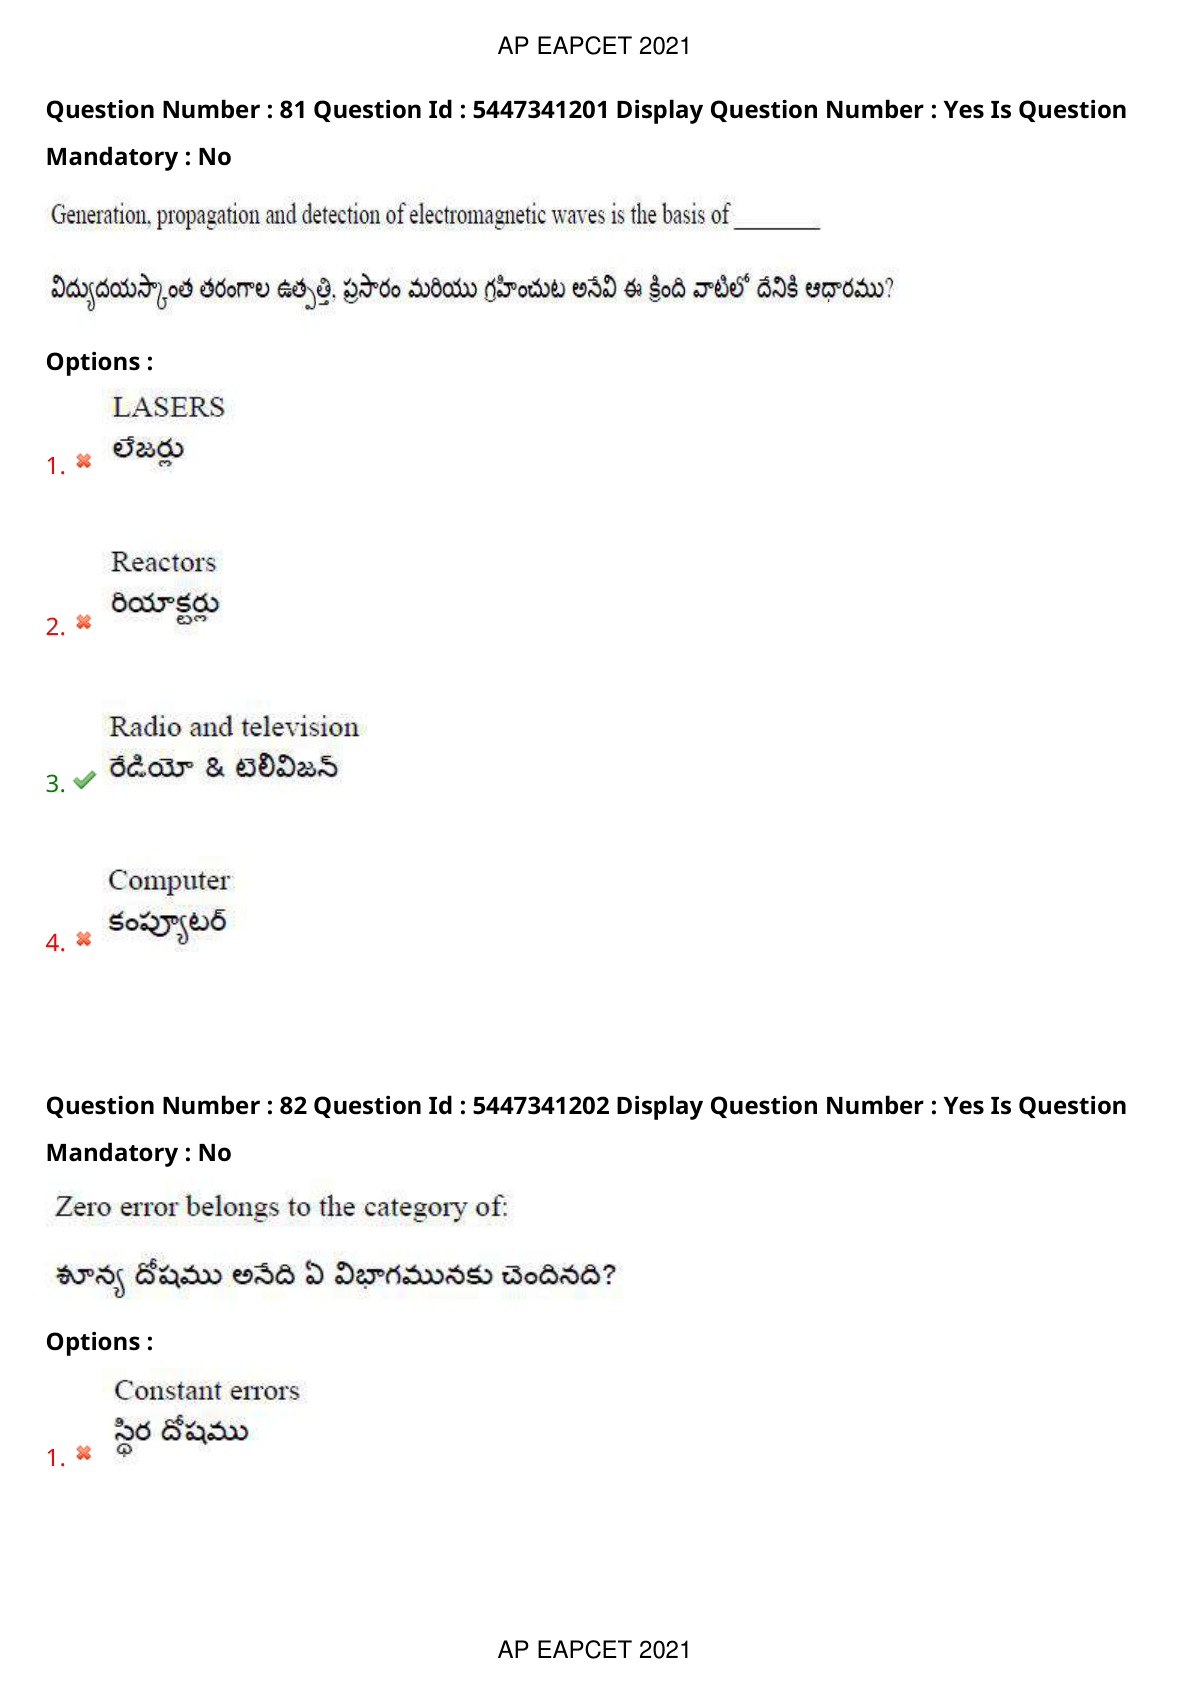 AP EAPCET 2021
Question Number : 81 Question Id : 5447341201 Display Question Number : Yes Is Question
Mandatory : No
Generation, propagation and detection of electromagnetic waves is the basis of ________
విద్యుదయస్కాంత తరంగాల ఉత్పత్తి, ప్రసారం మరియు గ్రహించుట అనేవి ఈ క్రింది వాటిలో దేనికి ఆధారము?
Options :
LASERS
లేజర్లు
1.
Reactors
రియాక్టర్లు
2.
Radio and television
రేడియో & టెలివిజన్
3.
Computer
కంప్యూటర్
4.
Question Number : 82 Question Id : 5447341202 Display Question Number : Yes Is Question
Mandatory : No
Zero error belongs to the category of:
శూన్య దోషము అనేది ఏ విభాగమునకు చెందినది?
Options :
Constant errors
స్థిర దోషము
1.
AP EAPCET 2021